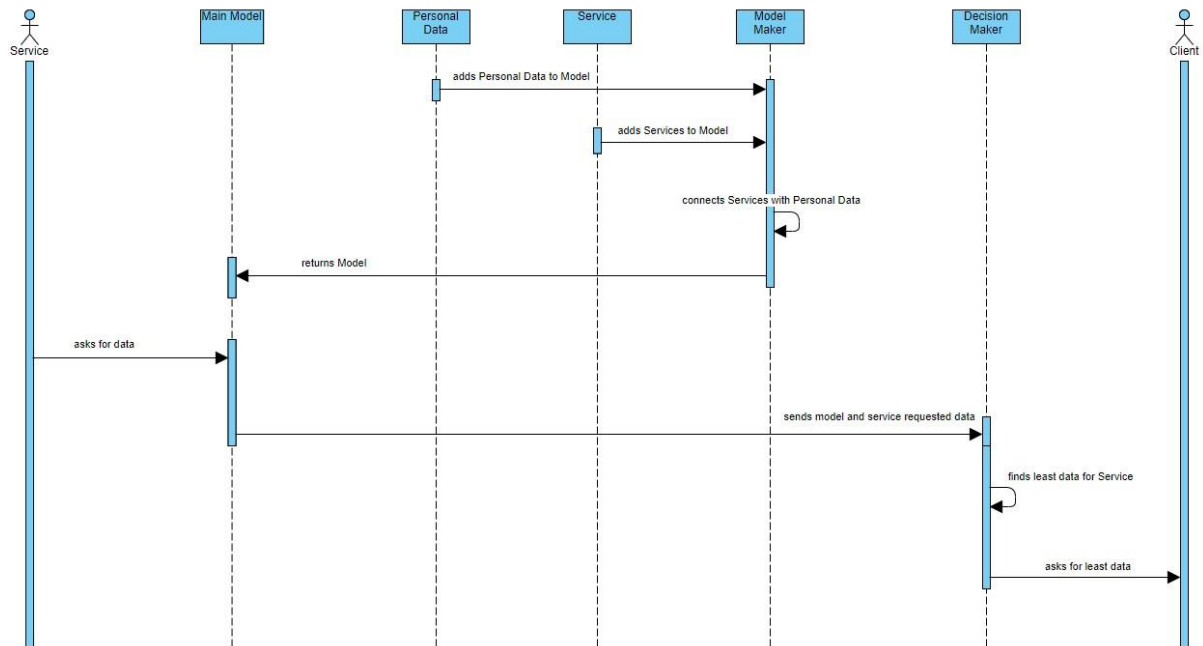 Service
Main Model
Personal
Data
Service
Model
Maker
Decision
Maker
Client
adds Personal Data to Model
adds Services to Model
connects Services with Personal Data
returns Model
asks for data
sends model and service requested data
finds least data for Service
asks for least data